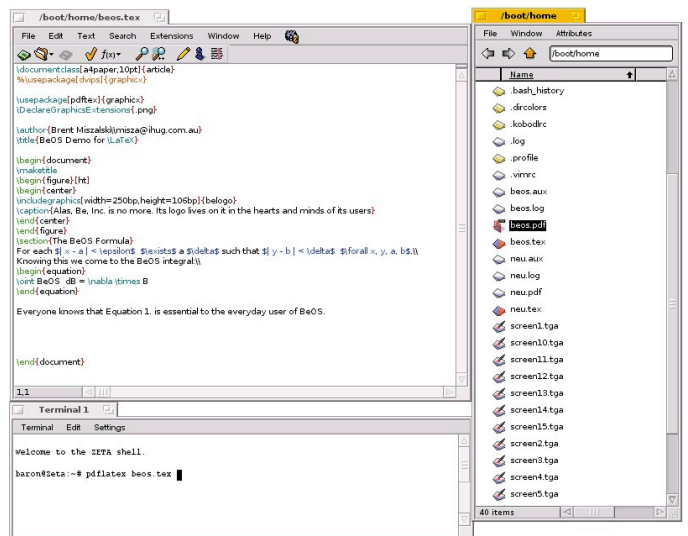 /boot/home/beos.tex
File Edit Text Search Extensions Window Help
f(x)
\documentclass[a4paper,10pt]{article}
%\usepackage[dvips]{graphicx}
\usepackage[pdftex]{graphicx}
\DeclareGraphicsExtensions{.png}
\author{Brent Miszalski\\misza@ihug.com.au}
\title{BeOS Demo for \LaTeX}
\begin{document}
\maketitle
\begin{figure}[ht]
\begin{center}
\includegraphics[width=250bp,height=106bp]{belogo}
\caption{Alas, Be, Inc. is no more. Its logo lives on it in the hearts and minds of its users}
\end{center}
\end{figure}
\section{The BeOS Formula}
For each $| x - a | < \epsilon$ $\exists$ a $\delta$ such that $| y - b | < \delta$ $\forall x, y, a, b$.\\
Knowing this we come to the BeOS integral:\\
\begin{equation}
\oint BeOS dB = \nabla \times B
\end{equation}
Everyone knows that Equation 1. is essential to the everyday user of BeOS.
\end{document}
1,1
Terminal 1
Terminal Edit Settings
Welcome to the ZETA shell.
baron@Zeta:~# pdflatex beos.tex
/boot/home
File Window Attributes
/boot/home
Name
.bash_history
.dircolors
.kobodlrc
.log
.profile
.vimrc
beos.aux
beos.log
beos.pdf
beos.tex
neu.aux
neu.log
neu.pdf
neu.tex
screen1.tga
screen10.tga
screen11.tga
screen12.tga
screen13.tga
screen14.tga
screen15.tga
screen2.tga
screen3.tga
screen4.tga
screen5.tga
40 items